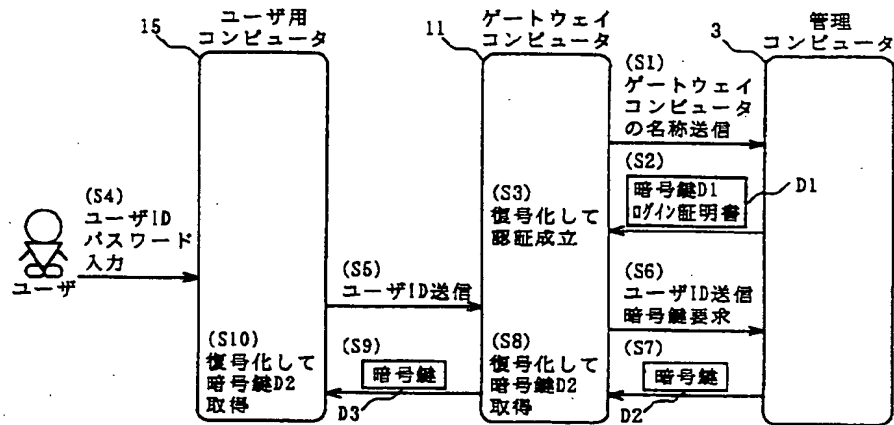 15
ユーザ用
コンピュータ
11
ゲートウェイ
コンピュータ
3
管理
コンピュータ
(S1)
ゲートウェイ
コンピュータ
の名称送信
(S2)
暗号鍵D1
ログイン証明書
D1
(S3)
復号化して
認証成立
(S4)
ユーザID
パスワード
入力
ユーザ
(S5)
ユーザID送信
(S6)
ユーザID送信
暗号鍵要求
(S7)
暗号鍵
D2
(S8)
復号化して
暗号鍵D2
取得
(S9)
暗号鍵
D3
(S10)
復号化して
暗号鍵D2
取得